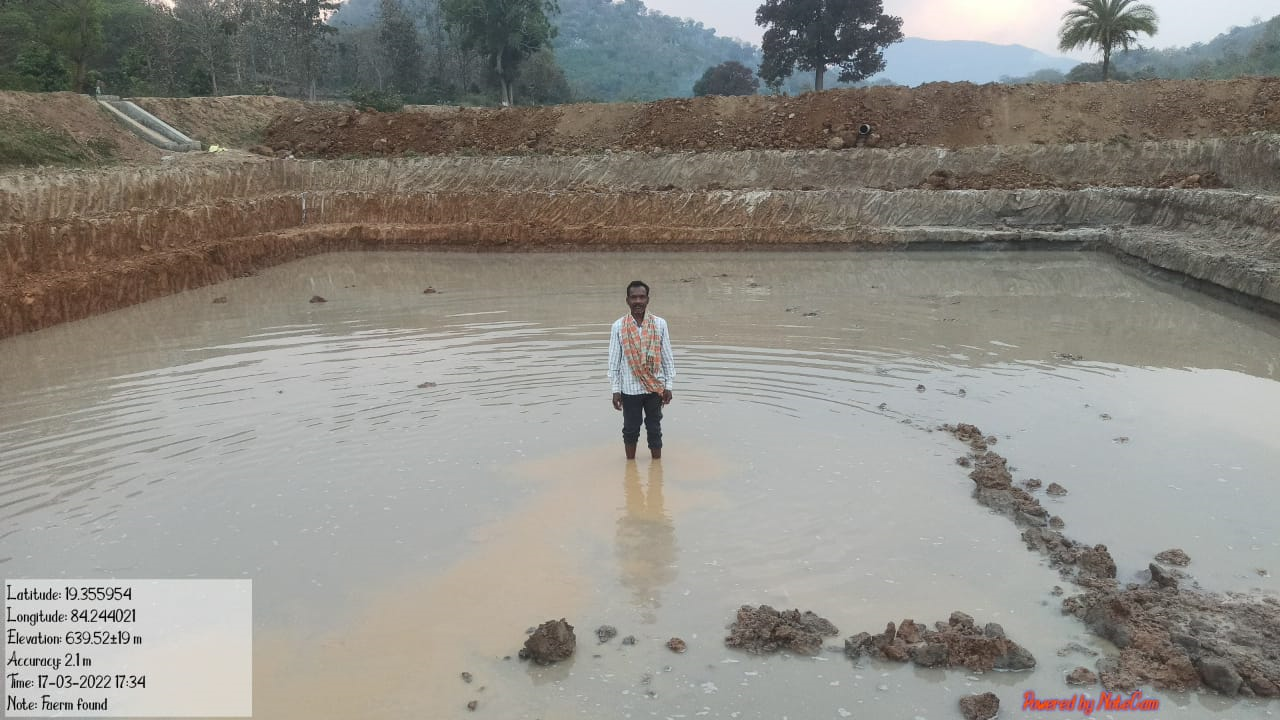 Latitude: 19.355954
Longitude: 84.244021
Elevation: 639.52±19 m
Accuracy: 2.1 m
Time: 17-03-2022 17:34
Note: Faerm found
Powered by NoteCam